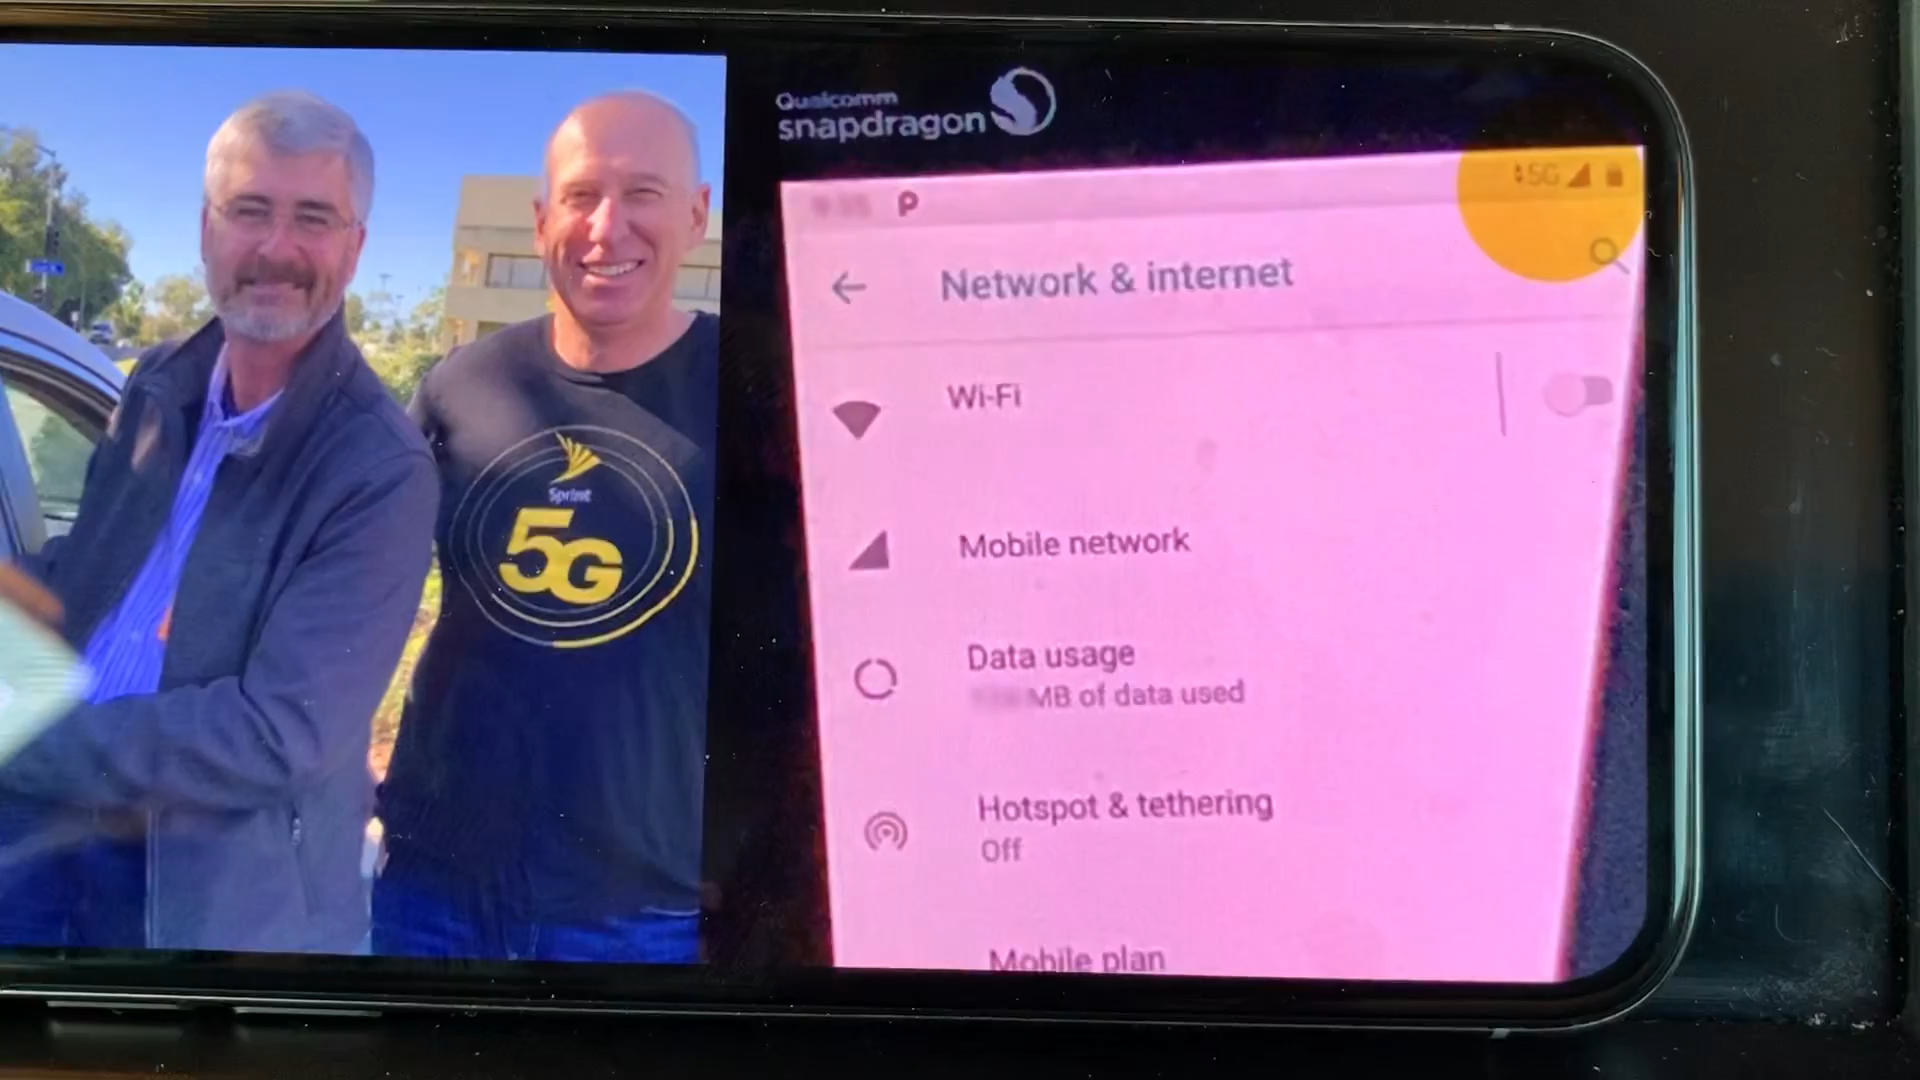 Qualcomm
snapdragon
5G
P
Network & internet
Wi-Fi
Sprint
5G
Mobile network
Data usage
MB of data used
Hotspot & tethering
Off
Mobile plan